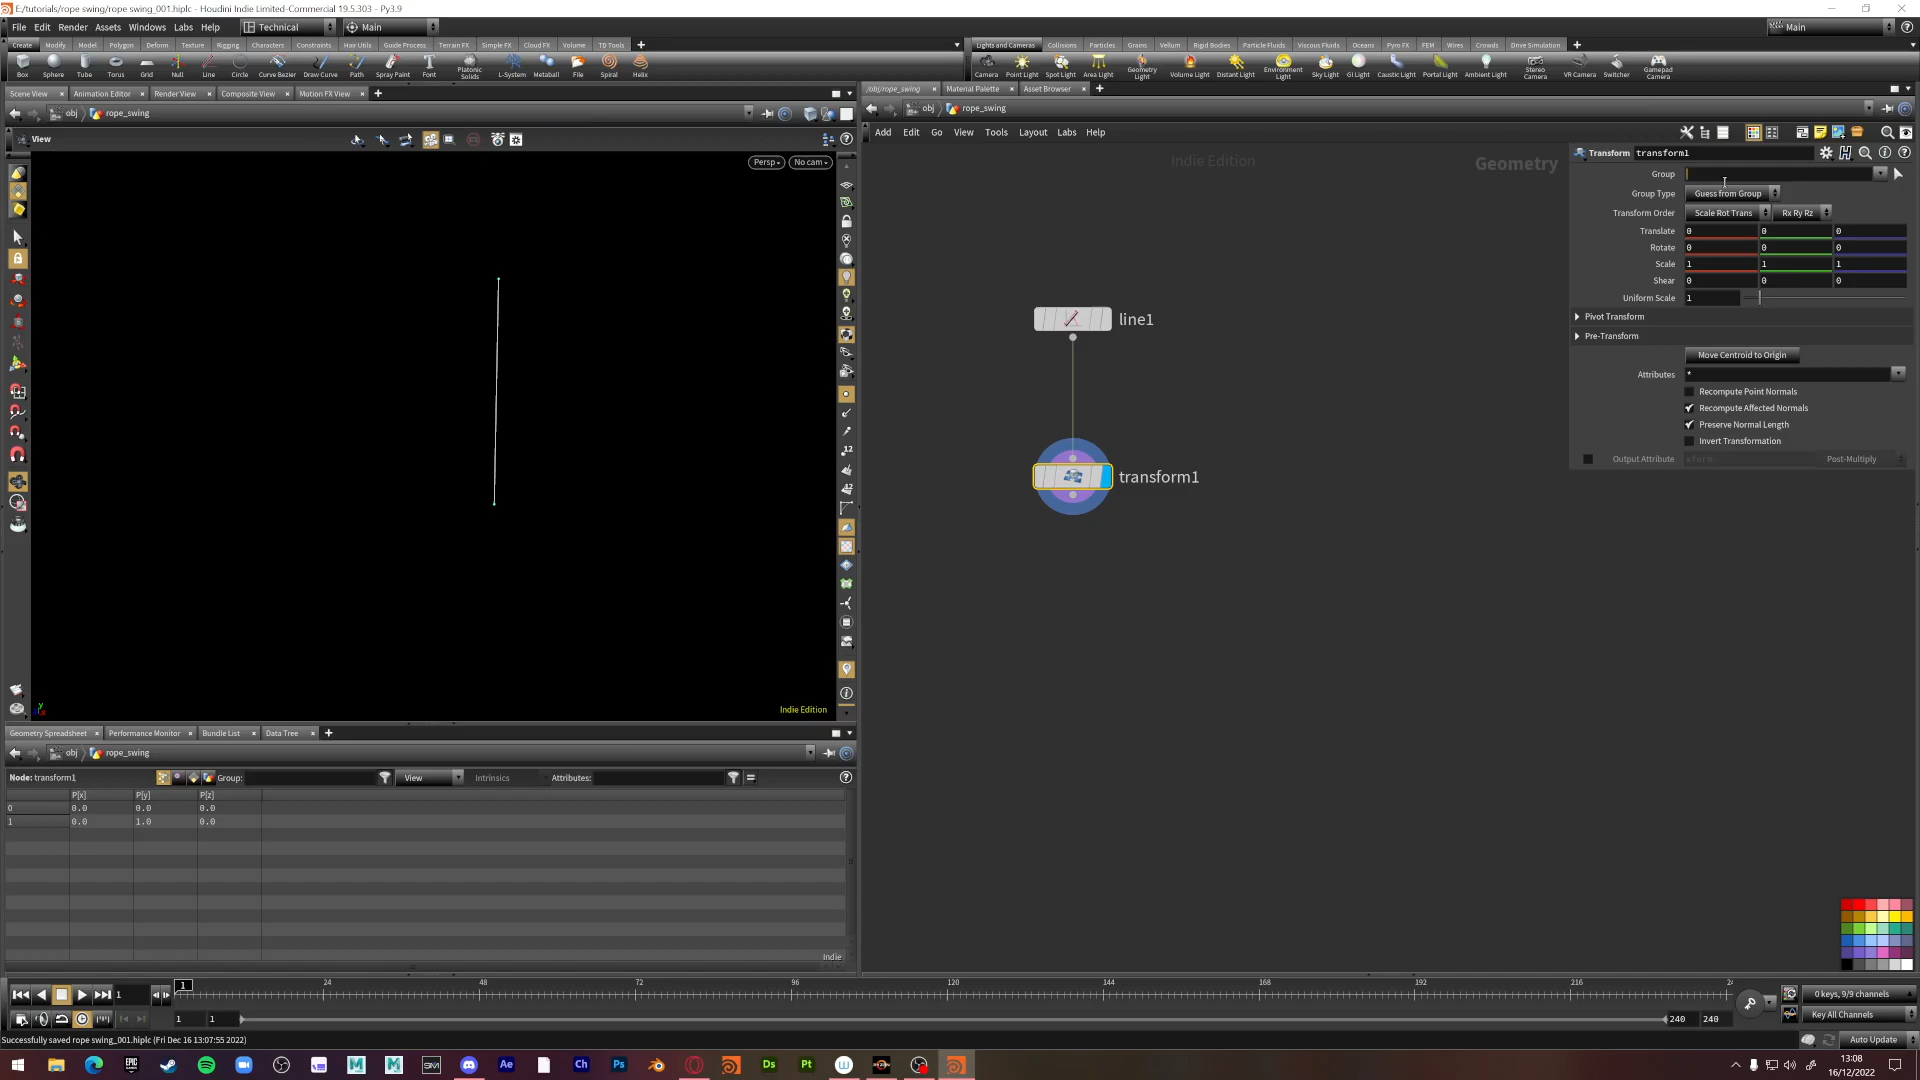 E:/tutorials/rope swing/rope swing_001.hiplc - Houdini Indie Limited-Commercial 19.5.303 - Py3.9
File Edit Render Assets Windows Labs Help Technical Main Main
Create Modify Model Polygon Deform Texture Rigging Characters Constraints Hair Utils Guide Process Terrain FX Simple FX Cloud FX Volume TD Tools
Lights and Cameras Collisions Particles Grains Vellum Rigid Bodies Particle Fluids Viscous Fluids Oceans Pyro FX FEM Wires Crowds Drive Simulation
Box Sphere Tube Torus Grid Null Line Circle Curve Bezier Draw Curve Path Spray Paint Font Platonic Solids L-System Metaball File Spiral Helix
Camera Point Light Spot Light Area Light Geometry Light Volume Light Distant Light Environment Light Sky Light GI Light Caustic Light Portal Light Ambient Light Stereo Camera VR Camera Switcher Gamepad Camera
Scene View Animation Editor Render View Composite View Motion FX View
/obj/rope_swing Material Palette Asset Browser
obj rope_swing
obj rope_swing
View
Add Edit Go View Tools Layout Labs Help
Persp No cam
Indie Edition
Geometry
Indie Edition
line1
transform1
Transform transform1
Group
Group Type Guess from Group
Transform Order Scale Rot Trans Rx Ry Rz
Translate 0 0 0
Rotate 0 0 0
Scale 1 1 1
Shear 0 0 0
Uniform Scale 1
Pivot Transform
Pre-Transform
Move Centroid to Origin
Attributes *
Recompute Point Normals
Recompute Affected Normals
Preserve Normal Length
Invert Transformation
Output Attribute xform Post-Multiply
Geometry Spreadsheet Performance Monitor Bundle List Data Tree
obj rope_swing
Node: transform1 Group: View Intrinsics Attributes:
P[x] P[y] P[z]
0 0.0 0.0 0.0
1 0.0 1.0 0.0
Indie
1 1 24 48 72 96 120 144 168 192 216
0 keys, 9/9 channels
1 1 240 240 Key All Channels
Successfully saved rope swing_001.hiplc (Fri Dec 16 13:07:55 2022)
Auto Update
13:08
16/12/2022